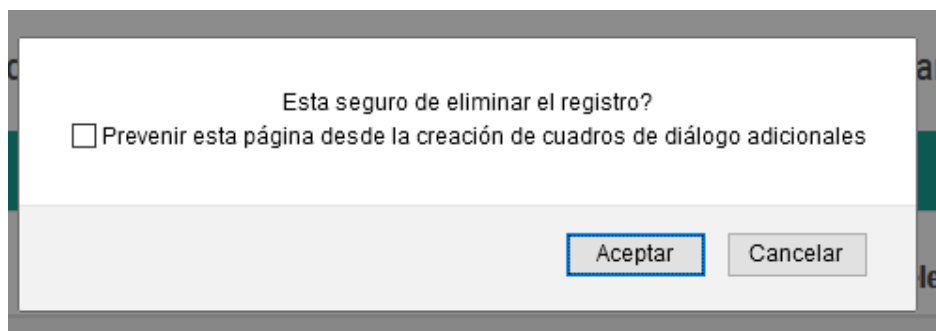 Esta seguro de eliminar el registro?
Prevenir esta página desde la creación de cuadros de diálogo adicionales
Aceptar
Cancelar